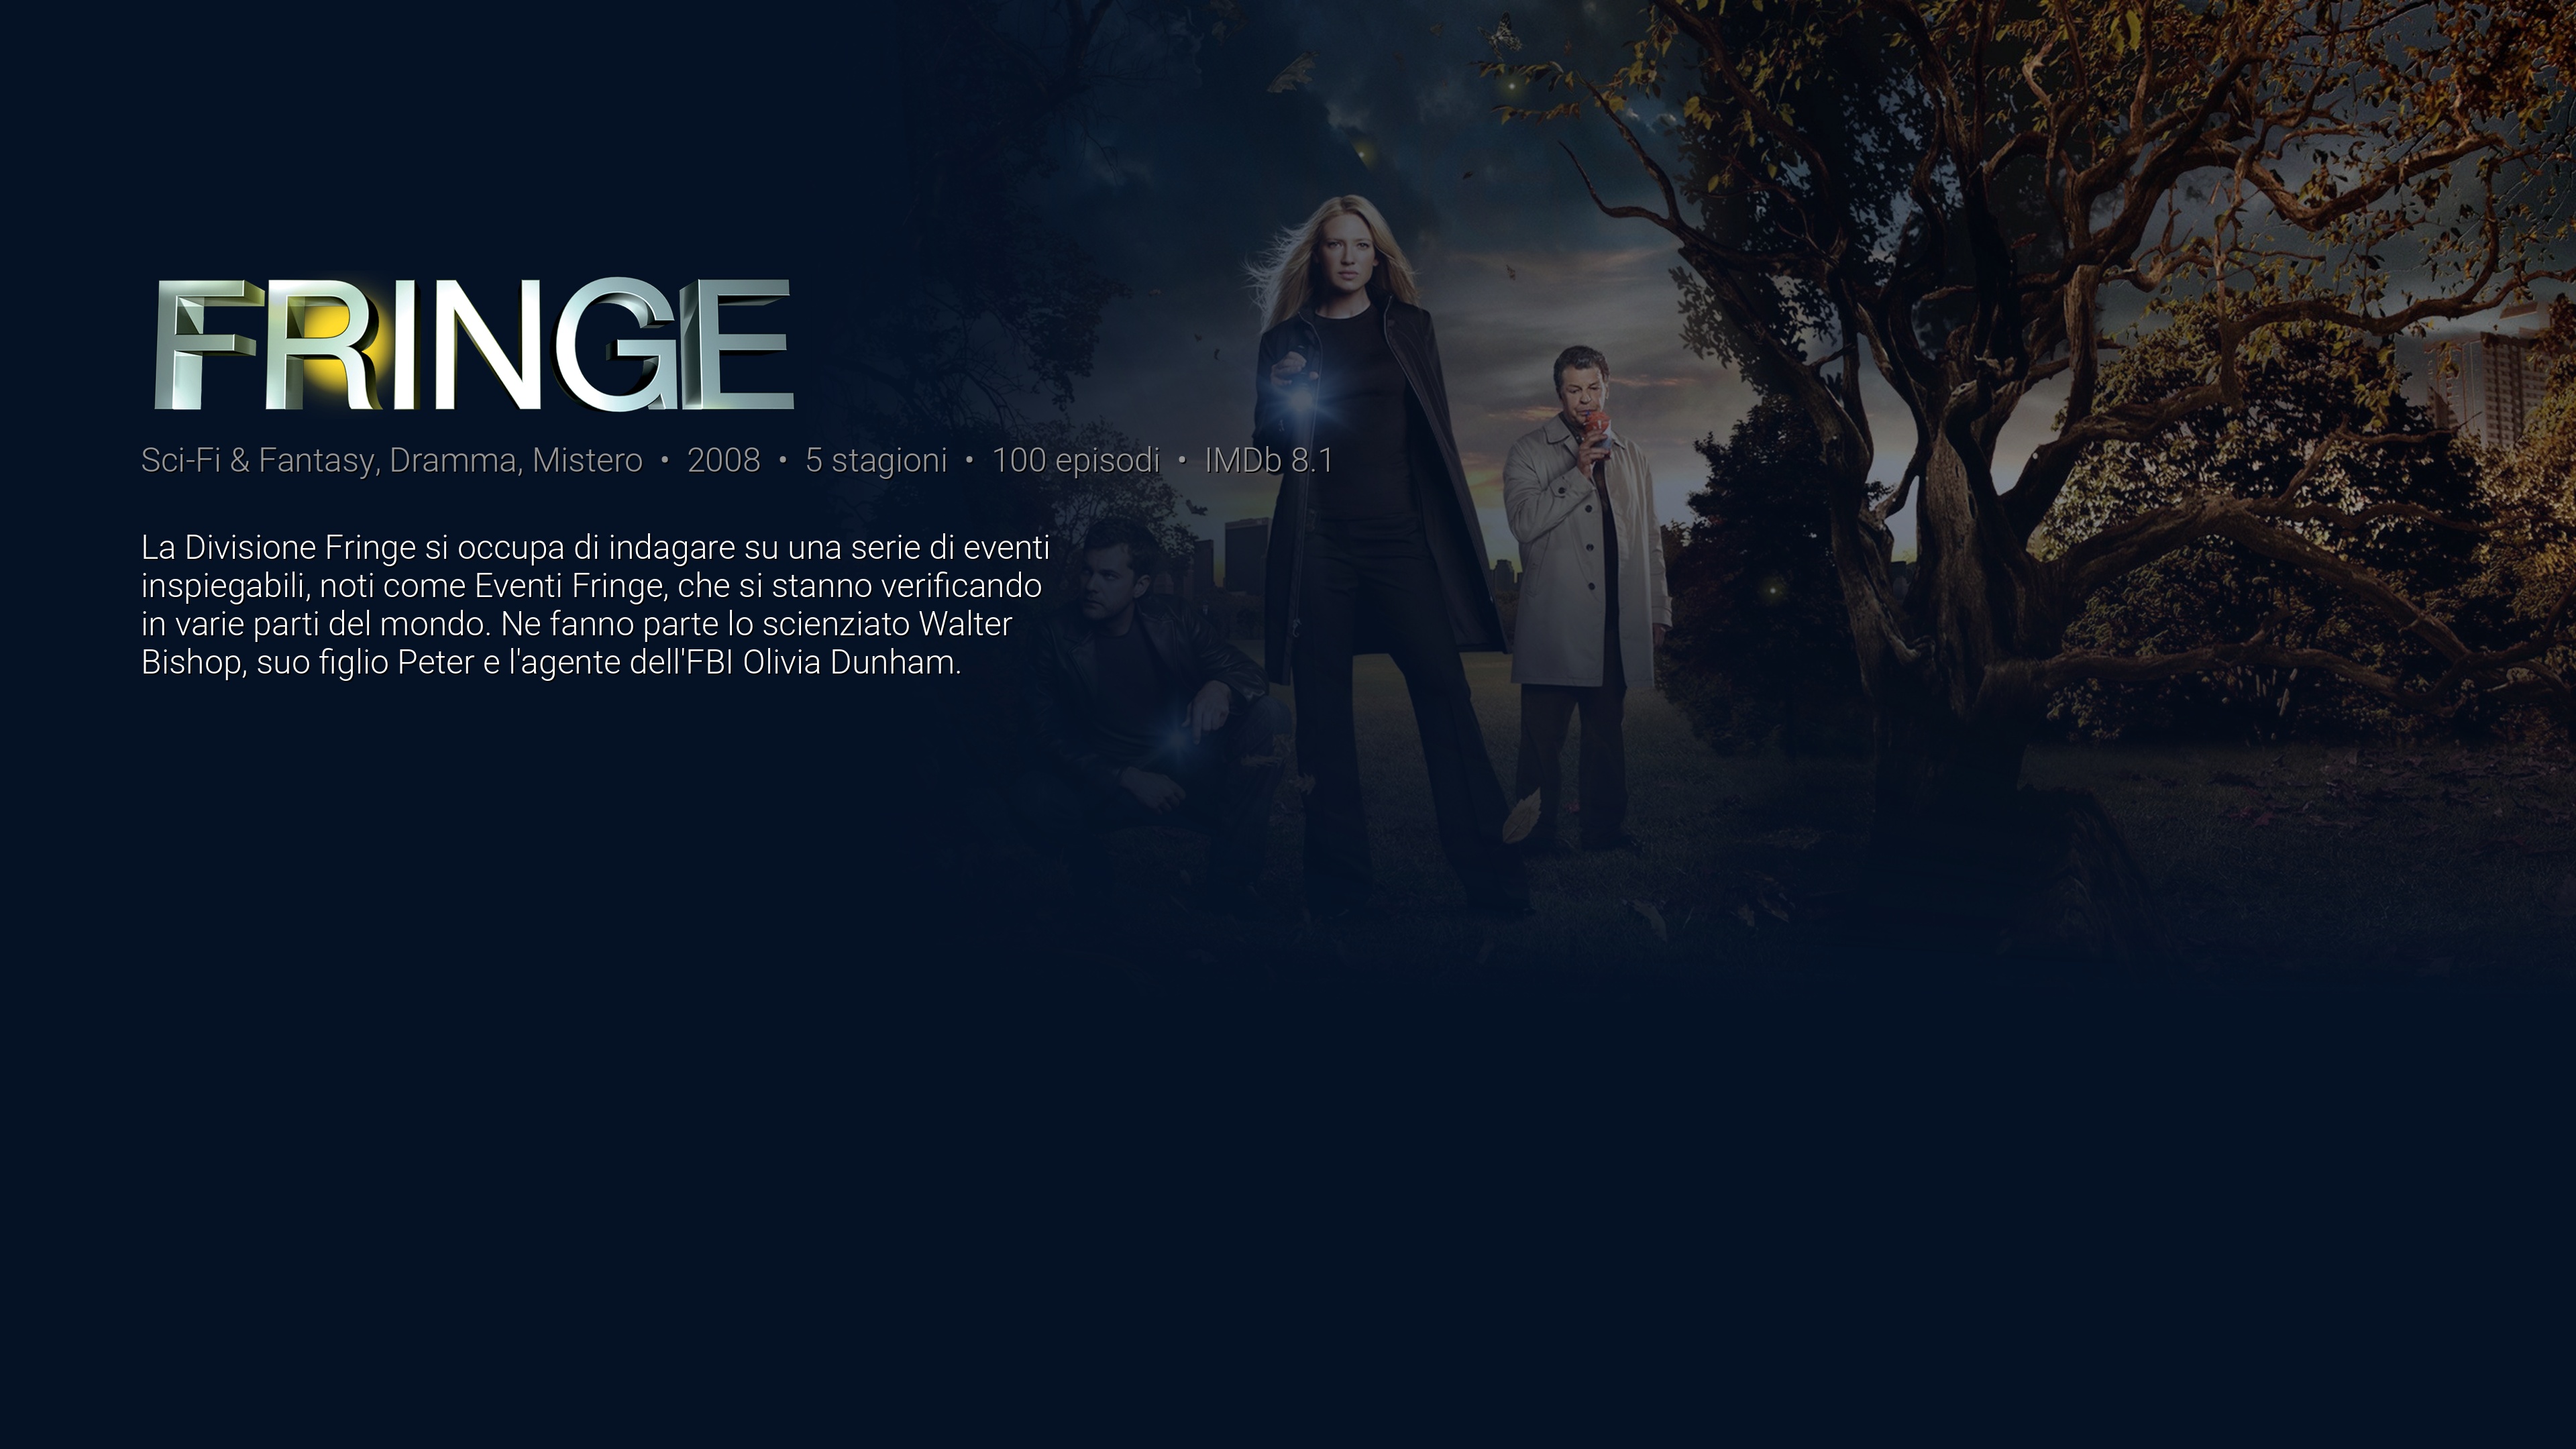 FRINGE
Sci-Fi & Fantasy, Dramma, Mistero • 2008 • 5 stagioni • 100 episodi • IMDb 8.1
La Divisione Fringe si occupa di indagare su una serie di eventi
inspiegabili, noti come Eventi Fringe, che si stanno verificando
in varie parti del mondo. Ne fanno parte lo scienziato Walter
Bishop, suo figlio Peter e l'agente dell'FBI Olivia Dunham.